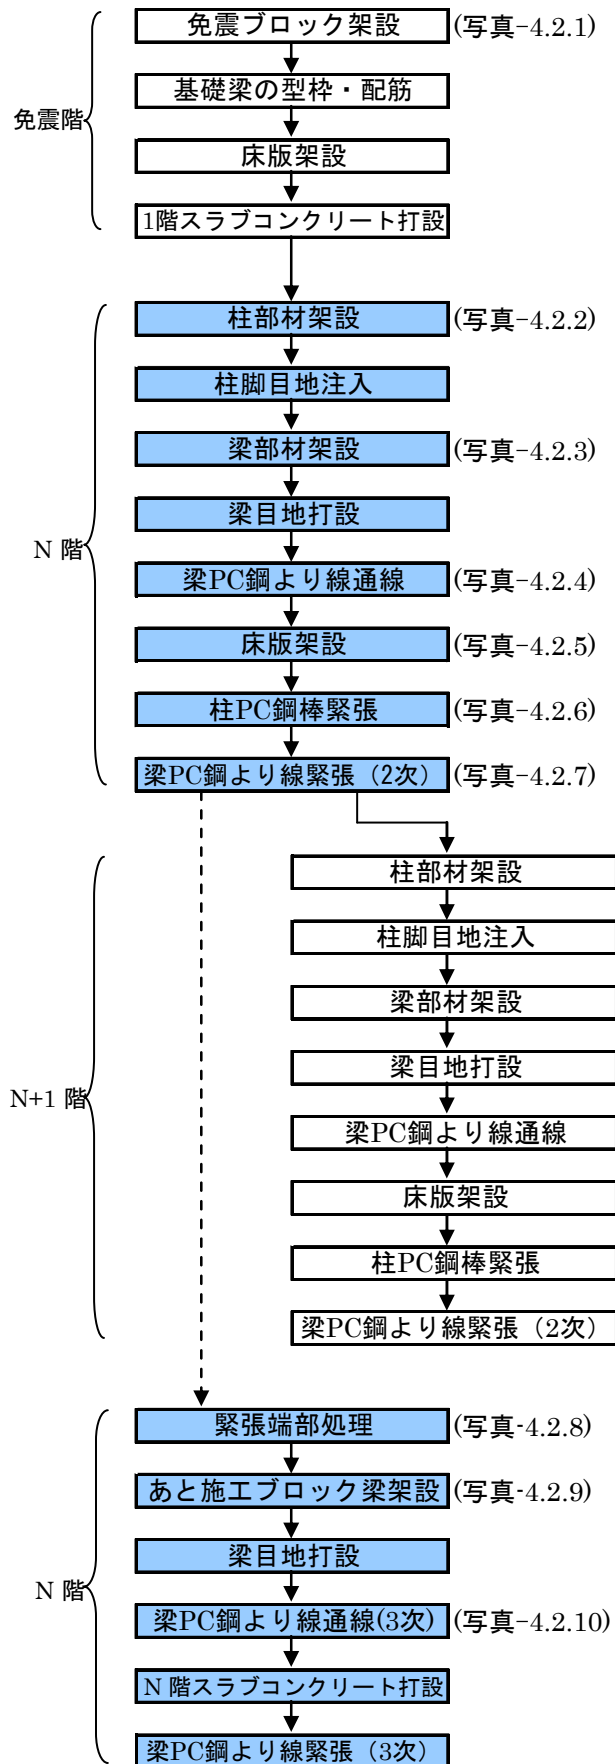 免震ブロック架設 (写真-4.2.1)
基礎梁の型枠・配筋
免震階
床版架設
1階スラブコンクリート打設
柱部材架設 (写真-4.2.2)
柱脚目地注入
梁部材架設 (写真-4.2.3)
梁目地打設
N 階
梁PC鋼より線通線 (写真-4.2.4)
床版架設 (写真-4.2.5)
柱PC鋼棒緊張 (写真-4.2.6)
梁PC鋼より線緊張（2次） (写真-4.2.7)
柱部材架設
柱脚目地注入
梁部材架設
梁目地打設
N+1 階
梁PC鋼より線通線
床版架設
柱PC鋼棒緊張
梁PC鋼より線緊張（2次）
緊張端部処理 (写真-4.2.8)
あと施工ブロック梁架設 (写真-4.2.9)
梁目地打設
N 階
梁PC鋼より線通線(3次) (写真-4.2.10)
N 階スラブコンクリート打設
梁PC鋼より線緊張（3次）